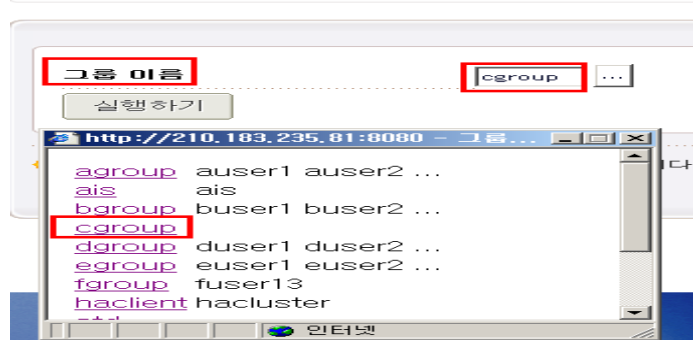 그룹 이름 cgroup ...
실행하기
http://210.183.235.81:8080 - 그룹...
agroup auser1 auser2 ...
ais ais
bgroup buser1 buser2 ...
cgroup
dgroup duser1 duser2 ...
egroup euser1 euser2 ...
fgroup fuser13
haclient hacluster
인터넷